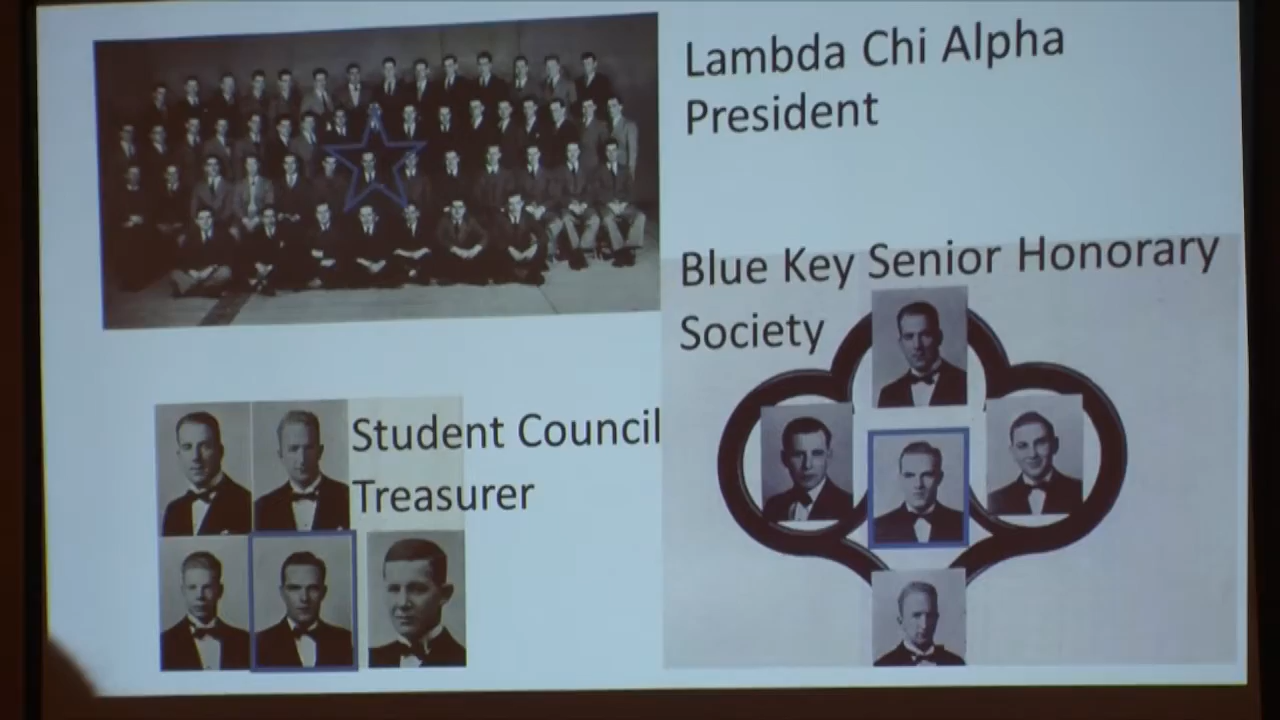 Lambda Chi Alpha
President
Blue Key Senior Honorary
Society
Student Council
Treasurer